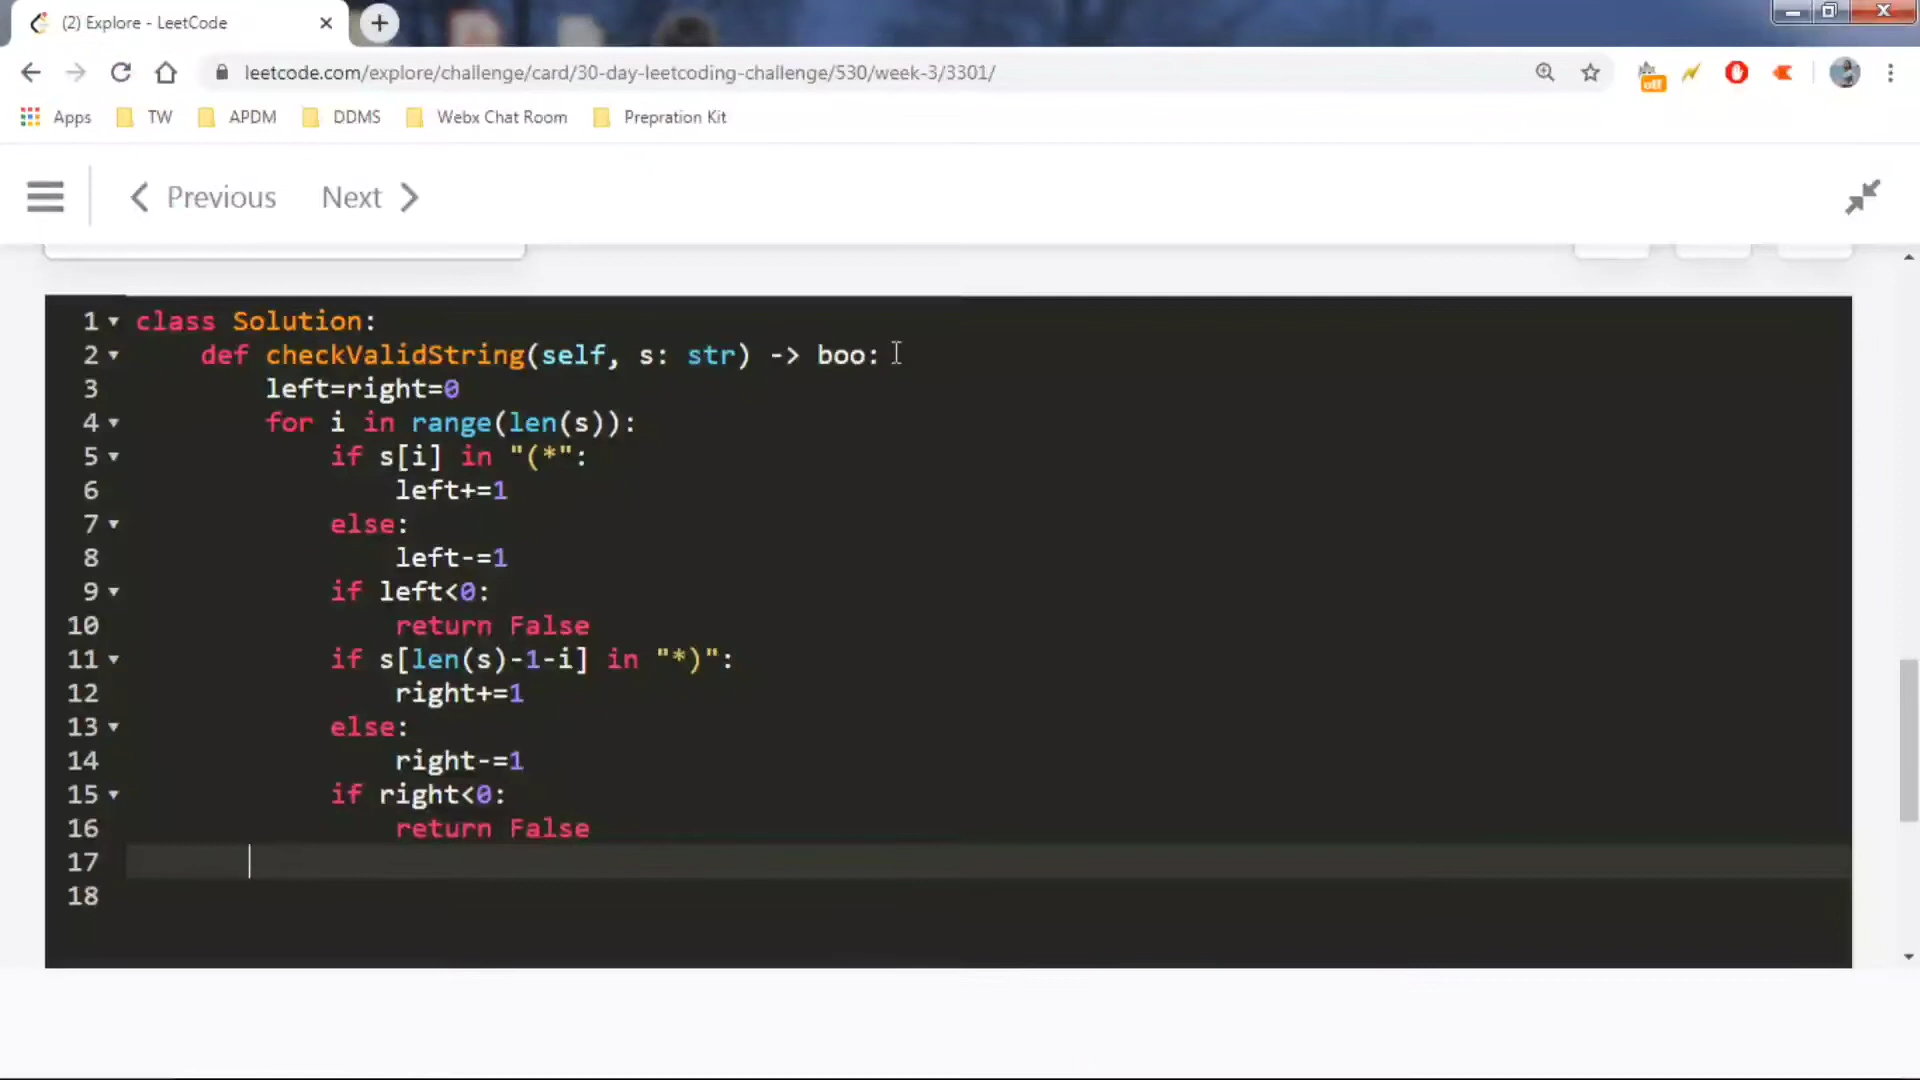 (2) Explore - LeetCode
leetcode.com/explore/challenge/card/30-day-leetcoding-challenge/530/week-3/3301/
off
Apps TW APDM DDMS Webx Chat Room Prepration Kit
Previous Next
1 class Solution:
2 def checkValidString(self, s: str) -> boo:
3 left=right=0
4 for i in range(len(s)):
5 if s[i] in "(*":
6 left+=1
7 else:
8 left-=1
9 if left<0:
10 return False
11 if s[len(s)-1-i] in "*)":
12 right+=1
13 else:
14 right-=1
15 if right<0:
16 return False
17
18